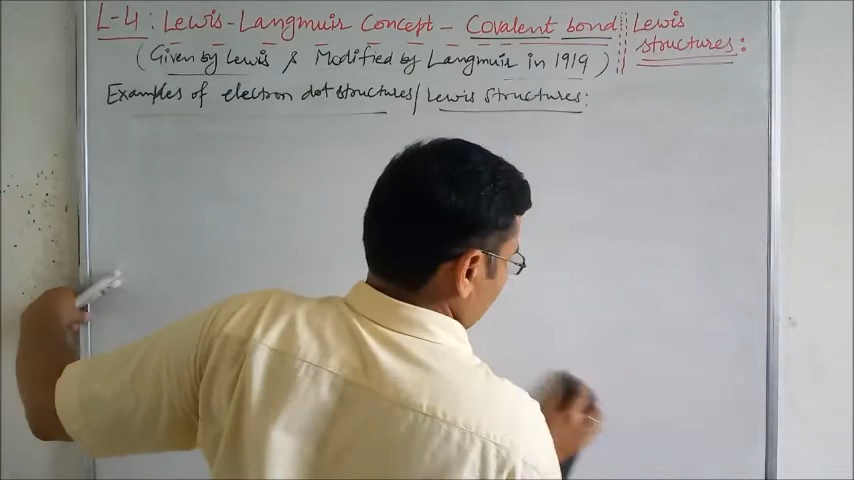 L-4: Lewis-Langmuir Concept - Covalent bond
(Given by Lewis & Modified by Langmuir in 1919)
Lewis
structures:
Examples of electron dot structures/Lewis Structures: